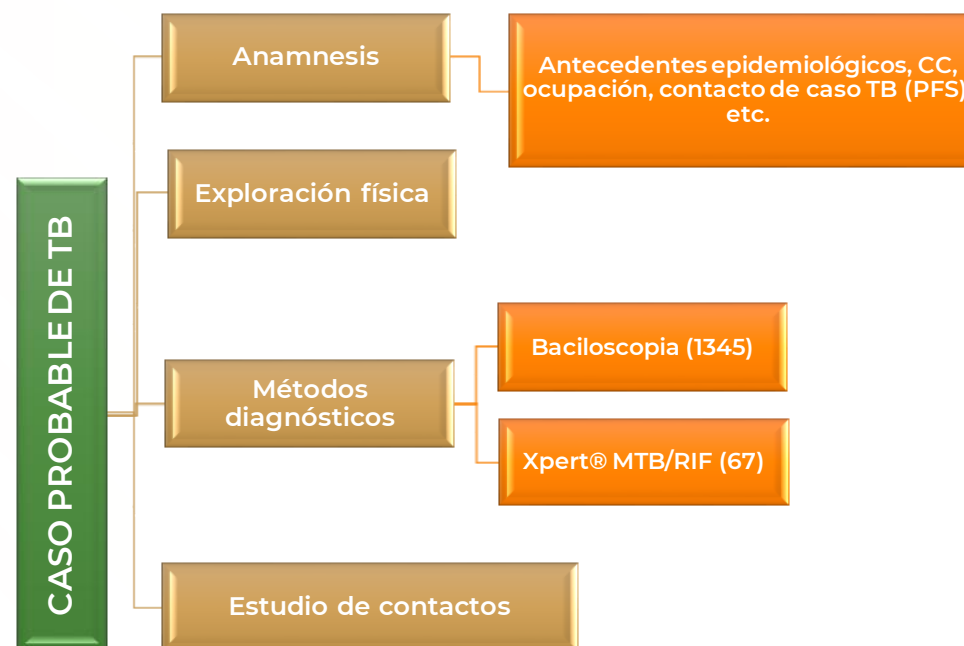 CASO PROBABLE DE TB
Anamnesis
Antecedentes epidemiológicos, CC,
ocupación, contacto de caso TB (PFS)
etc.
Exploración física
Métodos
diagnósticos
Baciloscopia (1345)
Xpert® MTB/RIF (67)
Estudio de contactos